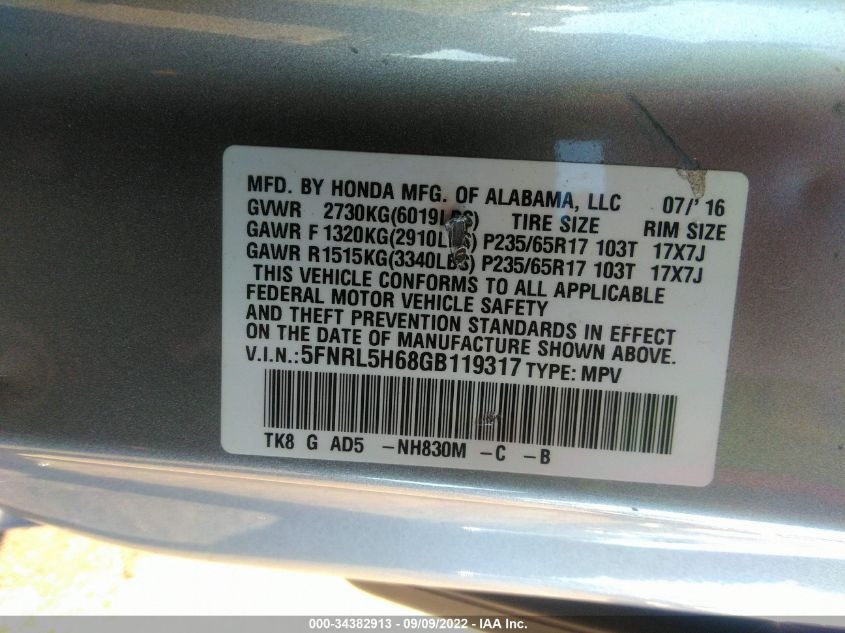 MFD. BY HONDA MFG. OF ALABAMA, LLC 07/'16
GVWR 2730KG(6019LBS) TIRE SIZE RIM SIZE
GAWR F 1320KG(2910LBS) P235/65R17 103T 17X7J
GAWR R1515KG(3340LBS) P235/65R17 103T 17X7J
THIS VEHICLE CONFORMS TO ALL APPLICABLE
FEDERAL MOTOR VEHICLE SAFETY
AND THEFT PREVENTION STANDARDS IN EFFECT
ON THE DATE OF MANUFACTURE SHOWN ABOVE.
V.I.N.:5FNRL5H68GB119317 TYPE: MPV
TK8 G AD5 -NH830M -C -B
000-34382913 - 09/09/2022 - IAA Inc.